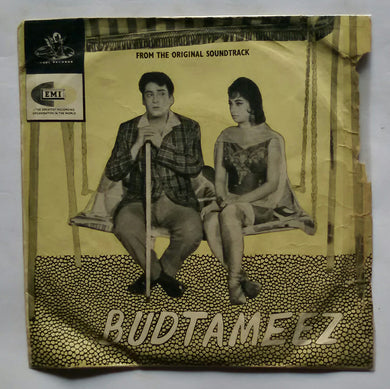 FROM THE ORIGINAL SOUNDTRACK
EMI
BUDTAMEEZ